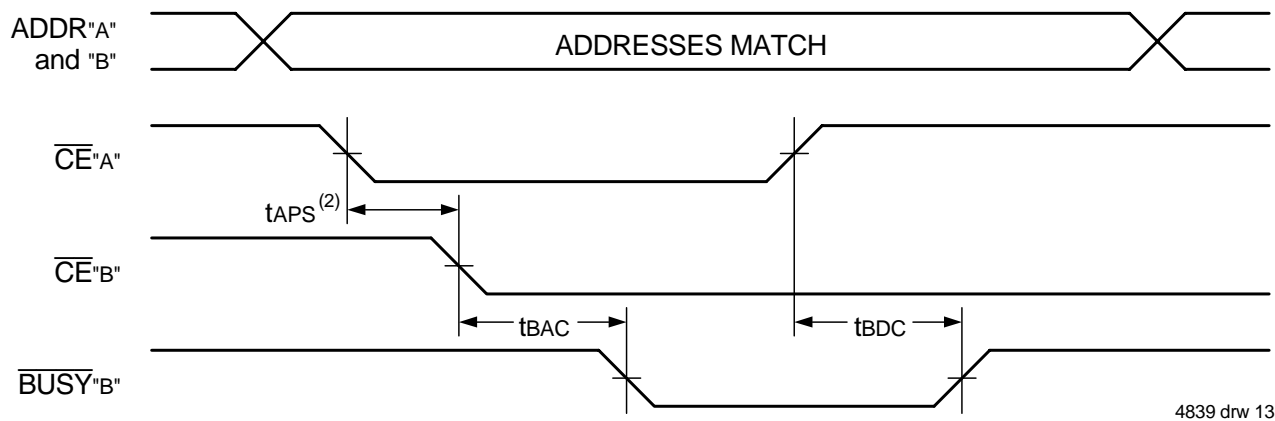 ADDR"A"
and "B"
ADDRESSES MATCH
CE"A"
tAPS(2)
CE"B"
tBAC
tBDC
BUSY"B"
4839 drw 13